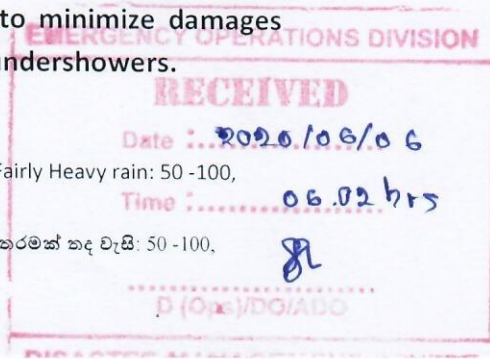 to minimize damages
EMERGENCY OPERATIONS DIVISION
ndershowers.
RECEIVED
Date :..2020/06/06
Fairly Heavy rain: 50 -100,
Time :.......06.02 hrs
තරමක් තද වැසි: 50 -100,
D (Ops)/DO/ADO